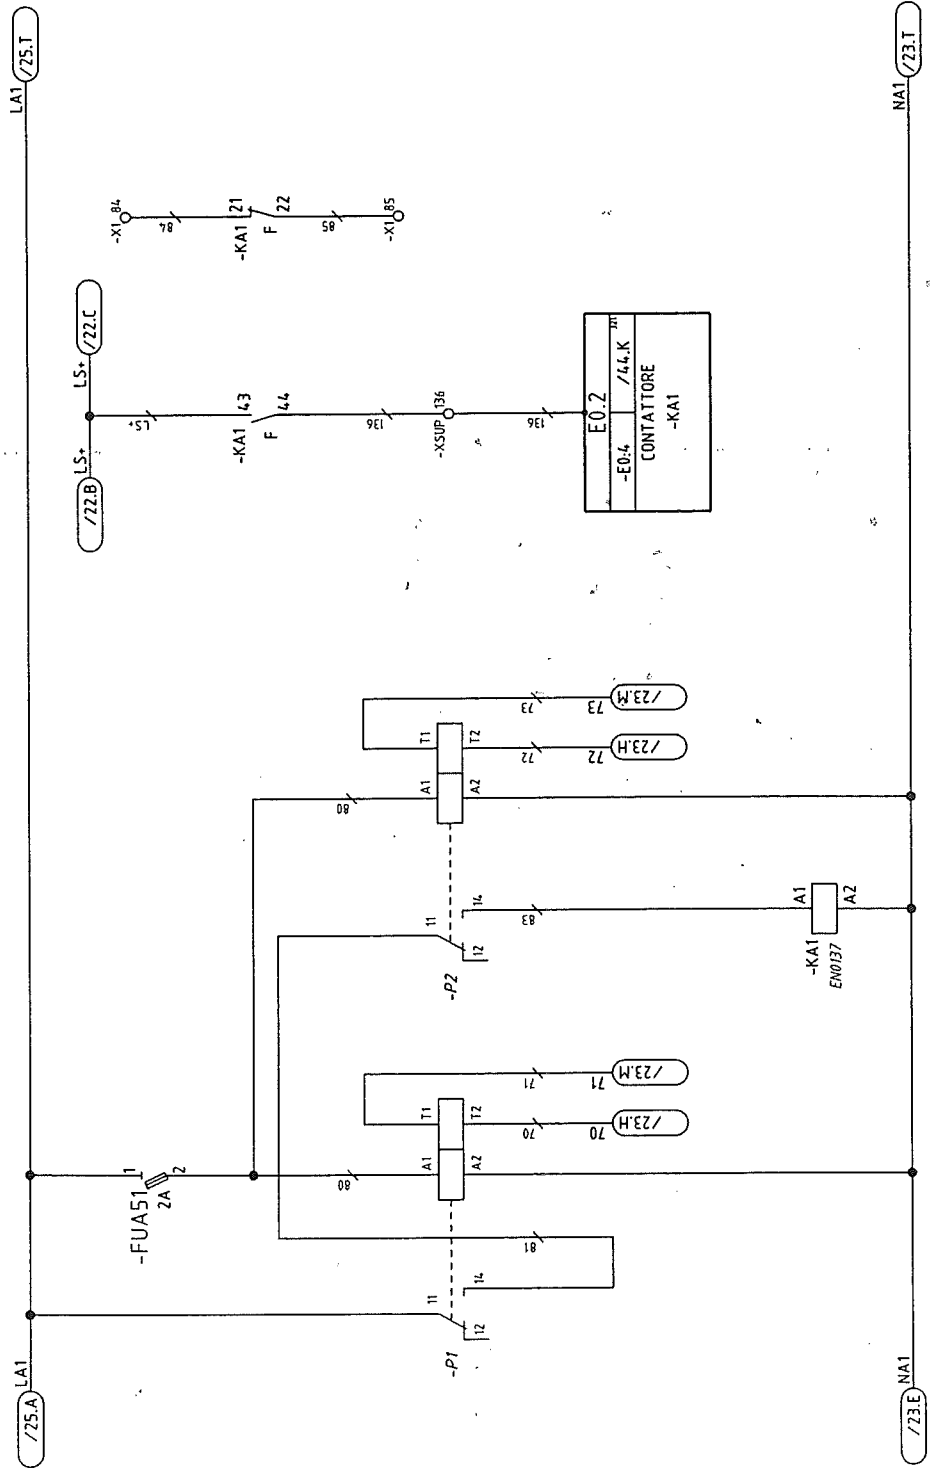 /25.A
LA1
LA1
/25.T
-FUA51
1
2
2A
-P1
11
12
14
81
80
A1
A2
T1
T2
70
70
/23.H
71
71
/23.M
-P2
11
12
14
83
-KA1
EN0137
A1
A2
80
A1
A2
T1
T2
72
72
/23.H
73
73
/23.M
/22.B
LS+
LS+
/22.C
LS+
-KA1
43
44
F
136
-XSUP 136
136
E0.2
-E0:4
/44.K
CONTATTORE
-KA1
-X1 84
84
-KA1
21
22
F
85
-X1 85
/23.E
NA1
NA1
/23.T